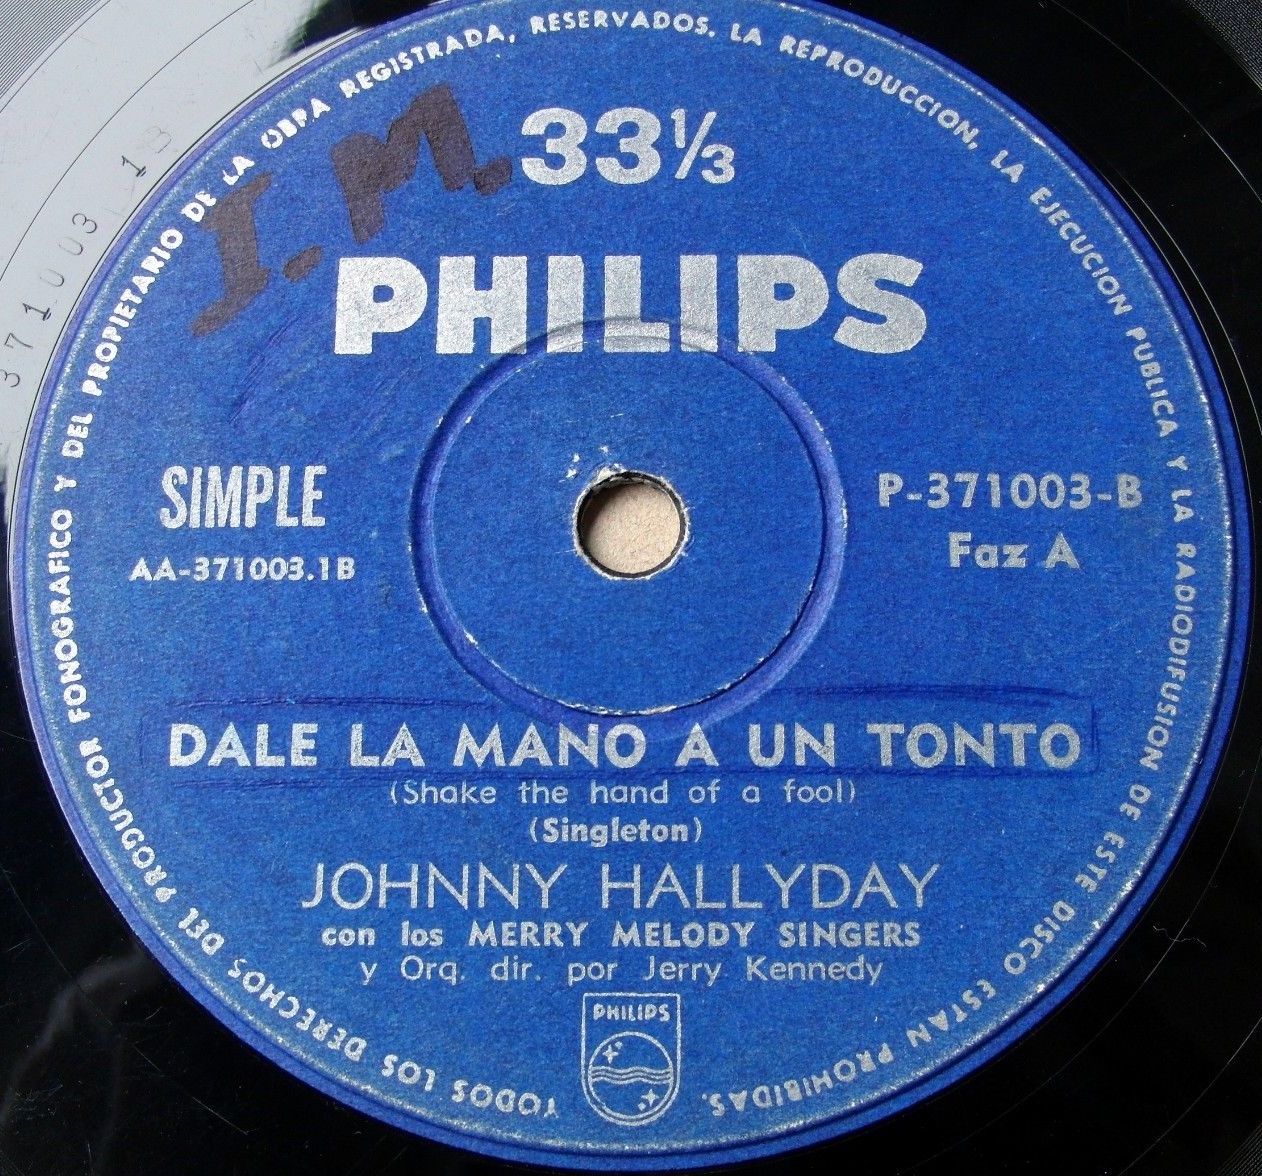 TODOS LOS DERECHOS DEL PRODUCTOR FONOGRAFICO Y DEL PROPIETARIO DE LA OBRA REGISTRADA, RESERVADOS. LA REPRODUCCION, LA EJECUCION PUBLICA Y LA RADIODIFUSION DE ESTE DISCO ESTAN PROHIBIDAS.
J. M.
33⅓
PHILIPS
SIMPLE
AA-371003.1B
P-371003-B
Faz A
DALE LA MANO A UN TONTO
(Shake the hand of a fool)
(Singleton)
JOHNNY HALLYDAY
con los MERRY MELODY SINGERS
y Orq. dir. por Jerry Kennedy
PHILIPS
371003 13